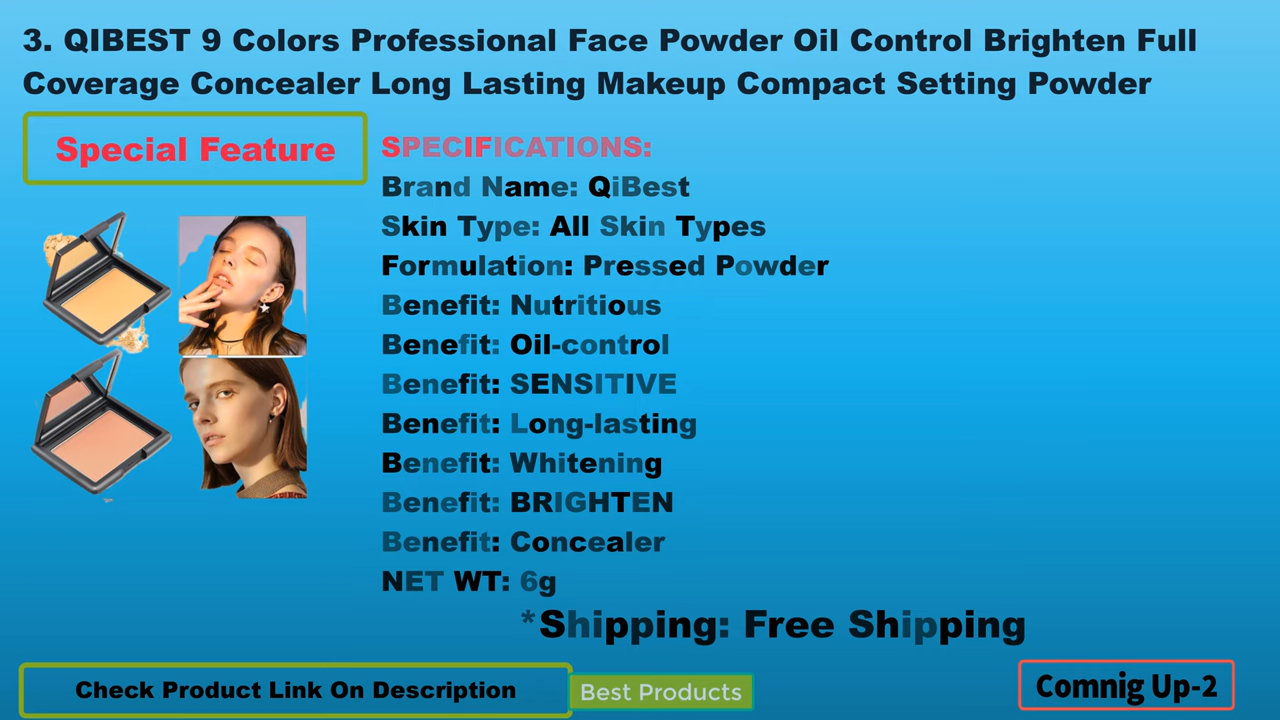 3. QIBEST 9 Colors Professional Face Powder Oil Control Brighten Full
Coverage Concealer Long Lasting Makeup Compact Setting Powder
Special Feature
SPECIFICATIONS:
Brand Name: QiBest
Skin Type: All Skin Types
Formulation: Pressed Powder
Benefit: Nutritious
Benefit: Oil-control
Benefit: SENSITIVE
Benefit: Long-lasting
Benefit: Whitening
Benefit: BRIGHTEN
Benefit: Concealer
NET WT: 6g
*Shipping: Free Shipping
Check Product Link On Description
Best Products
Comnig Up-2